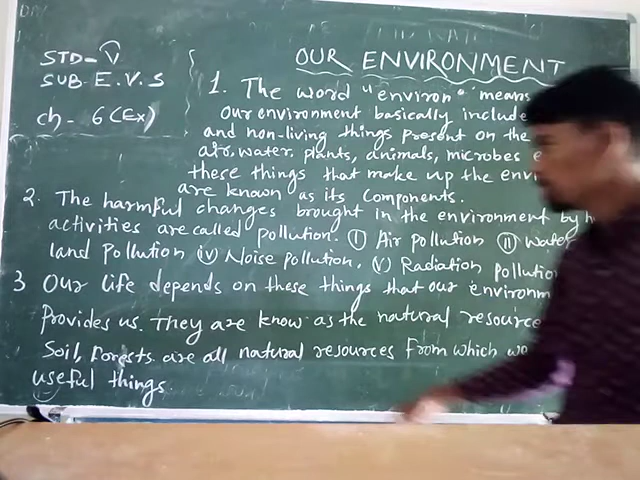 STD - V
SUB. E.V.S
ch - 6 (Ex)
OUR ENVIRONMENT
1. The word "environ" means
Our environment basically include
and non-living things present on the
air, water, plants, animals, microbes
these things that make up the envi
are known as its components.
2. The harmful changes brought in the environment by h
activities are called pollution. (i) Air pollution (ii) Water
land pollution (iv) Noise pollution. (v) Radiation pollution
3 Our life depends on these things that our environm
Provides us. They are know as the natural resource
Soil, Forests are all natural resources from which we
useful things